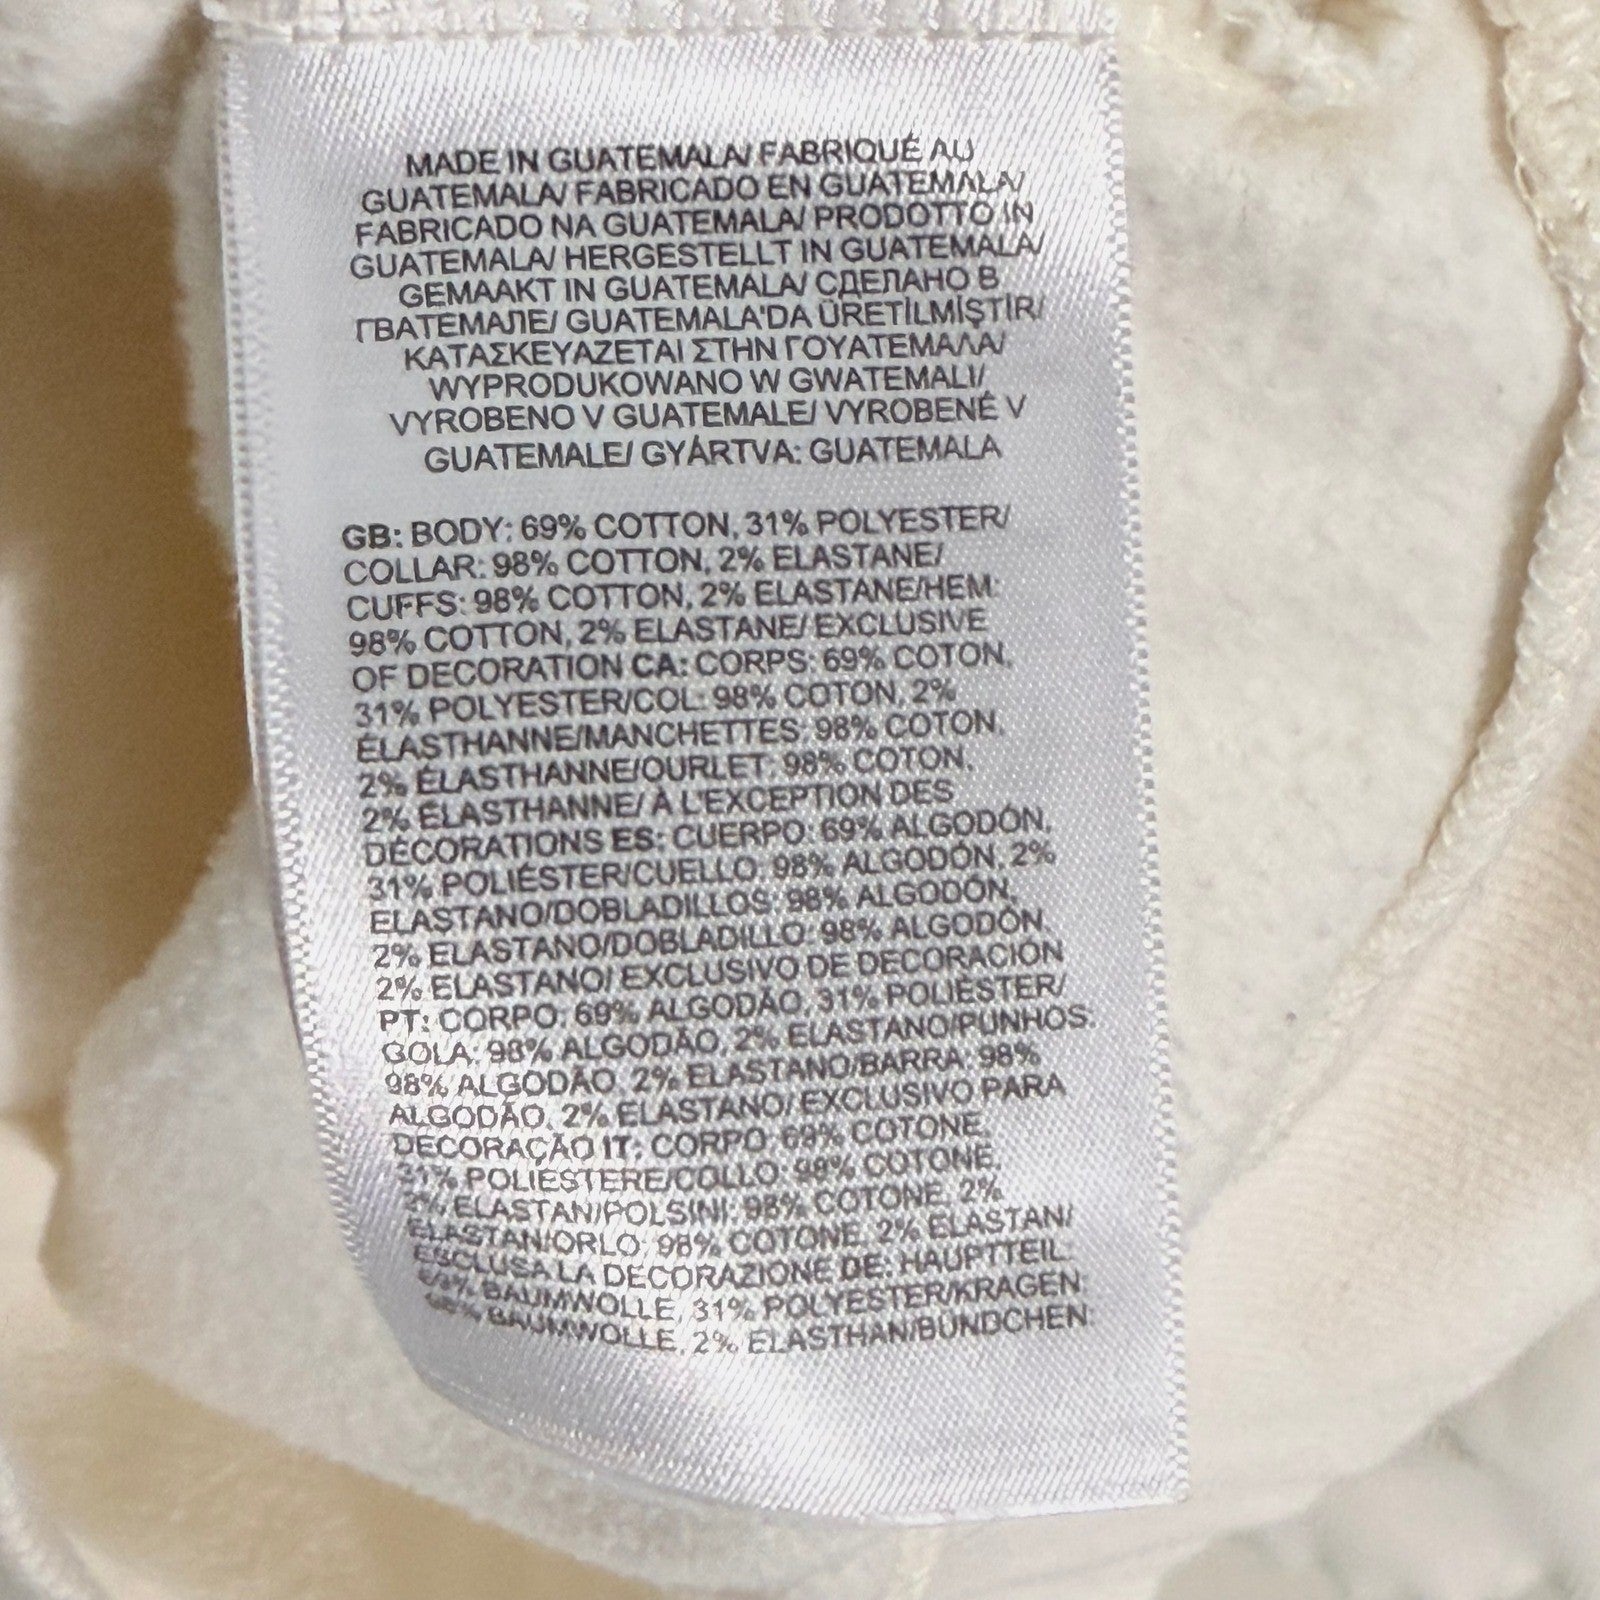 MADE IN GUATEMALA/ FABRIQUÉ AU
GUATEMALA/ FABRICADO EN GUATEMALA/
FABRICADO NA GUATEMALA/ PRODOTTO IN
GUATEMALA/ HERGESTELLT IN GUATEMALA/
GEMAAKT IN GUATEMALA/ СДЕЛАНО В
ГВАТЕМАЛЕ/ GUATEMALA'DA ÜRETİLMİŞTİR/
ΚΑΤΑΣΚΕΥΑΖΕΤΑΙ ΣΤΗΝ ΓΟΥΑΤΕΜΑΛΑ/
WYPRODUKOWANO W GWATEMALI/
VYROBENO V GUATEMALE/ VYROBENÉ V
GUATEMALE/ GYÁRTVA: GUATEMALA
GB: BODY: 69% COTTON, 31% POLYESTER/
COLLAR: 98% COTTON, 2% ELASTANE/
CUFFS: 98% COTTON, 2% ELASTANE/HEM:
98% COTTON, 2% ELASTANE/ EXCLUSIVE
OF DECORATION CA: CORPS: 69% COTON,
31% POLYESTER/COL: 98% COTON, 2%
ÉLASTHANNE/MANCHETTES: 98% COTON,
2% ÉLASTHANNE/OURLET: 98% COTON,
2% ÉLASTHANNE/ À L'EXCEPTION DES
DÉCORATIONS ES: CUERPO: 69% ALGODÓN,
31% POLIÉSTER/CUELLO: 98% ALGODÓN, 2%
ELASTANO/DOBLADILLOS: 98% ALGODÓN,
2% ELASTANO/DOBLADILLO: 98% ALGODÓN,
2% ELASTANO/ EXCLUSIVO DE DECORACIÓN
PT: CORPO: 69% ALGODÃO, 31% POLIÉSTER/
GOLA: 98% ALGODÃO, 2% ELASTANO/PUNHOS:
98% ALGODÃO, 2% ELASTANO/BARRA: 98%
ALGODÃO, 2% ELASTANO/ EXCLUSIVO PARA
DECORAÇÃO IT: CORPO: 69% COTONE,
31% POLIESTERE/COLLO: 98% COTONE,
2% ELASTAN/POLSINI: 98% COTONE, 2%
ELASTAN/ORLO: 98% COTONE, 2% ELASTAN/
ESCLUSA LA DECORAZIONE DE: HAUPTTEIL:
69% BAUMWOLLE, 31% POLYESTER/KRAGEN:
98% BAUMWOLLE, 2% ELASTHAN/BÜNDCHEN: